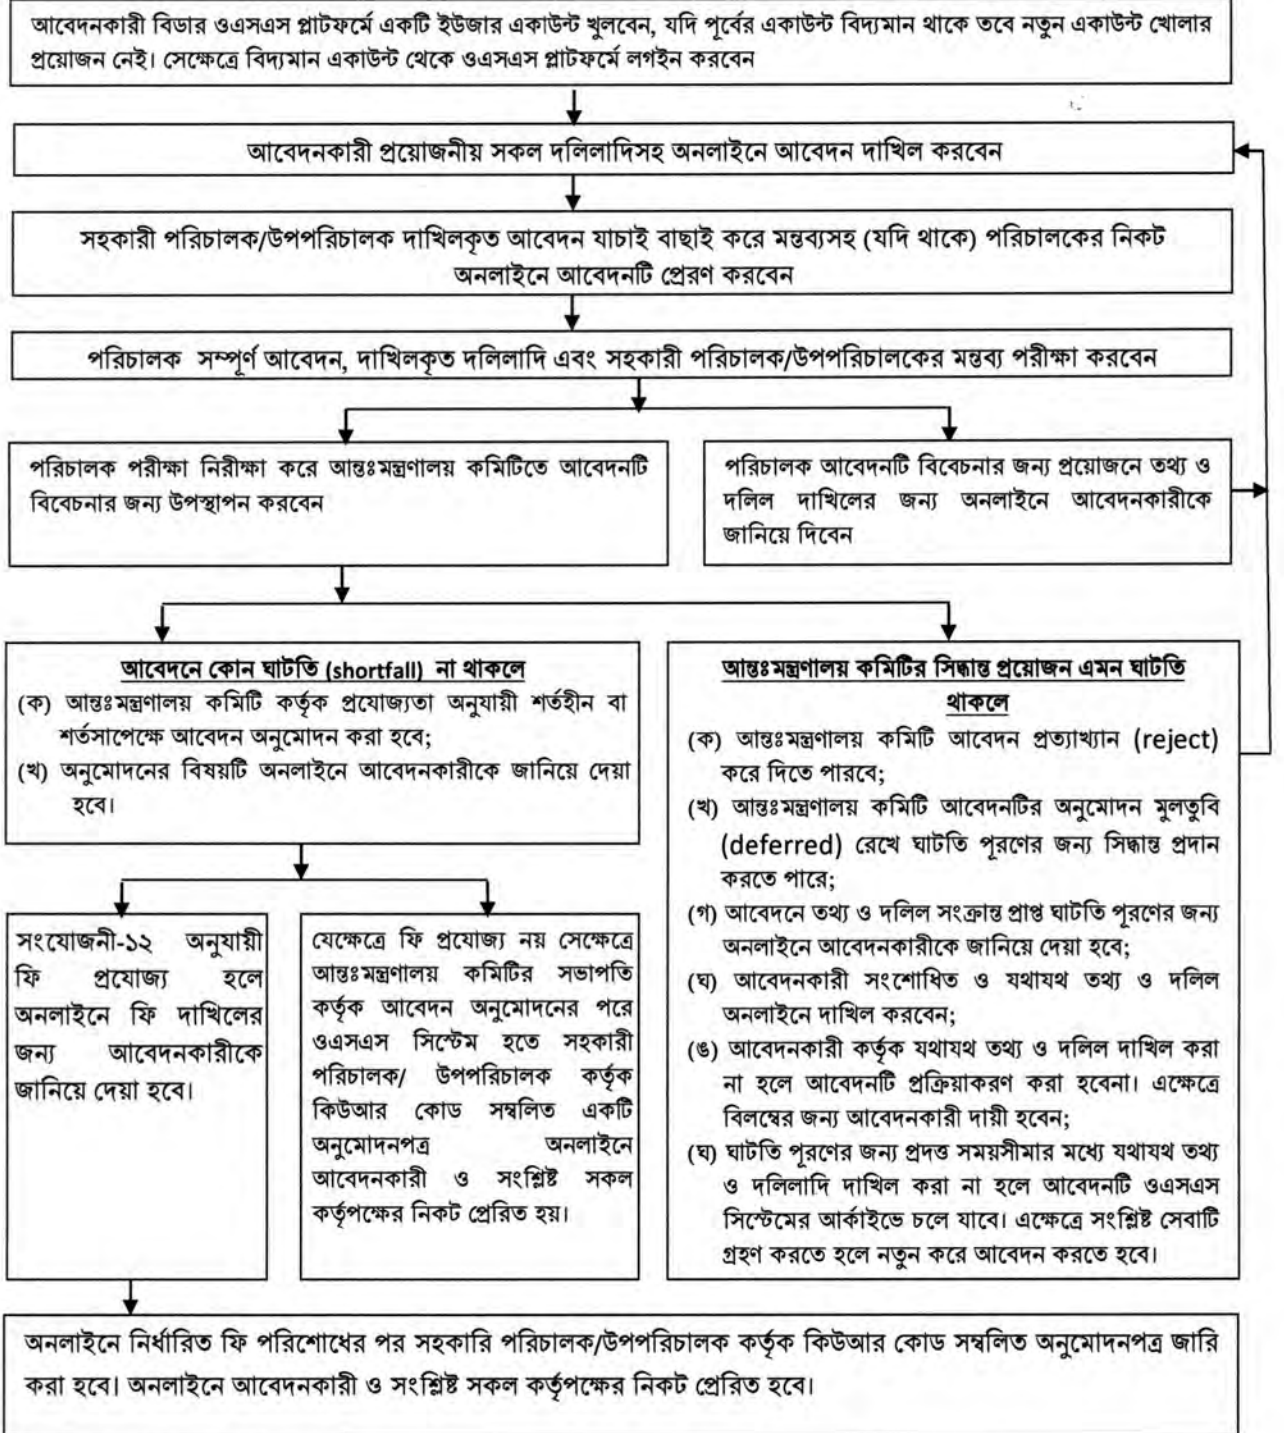 আবেদনকারী বিডার ওএসএস প্লাটফর্মে একটি ইউজার একাউন্ট খুলবেন, যদি পূর্বের একাউন্ট বিদ্যমান থাকে তবে নতুন একাউন্ট খোলার
প্রয়োজন নেই। সেক্ষেত্রে বিদ্যমান একাউন্ট থেকে ওএসএস প্লাটফর্মে লগইন করবেন
আবেদনকারী প্রয়োজনীয় সকল দলিলাদিসহ অনলাইনে আবেদন দাখিল করবেন
সহকারী পরিচালক/উপপরিচালক দাখিলকৃত আবেদন যাচাই বাছাই করে মন্তব্যসহ (যদি থাকে) পরিচালকের নিকট
অনলাইনে আবেদনটি প্রেরণ করবেন
পরিচালক সম্পূর্ণ আবেদন, দাখিলকৃত দলিলাদি এবং সহকারী পরিচালক/উপপরিচালকের মন্তব্য পরীক্ষা করবেন
পরিচালক পরীক্ষা নিরীক্ষা করে আন্তঃমন্ত্রণালয় কমিটিতে আবেদনটি
বিবেচনার জন্য উপস্থাপন করবেন
পরিচালক আবেদনটি বিবেচনার জন্য প্রয়োজনে তথ্য ও
দলিল দাখিলের জন্য অনলাইনে আবেদনকারীকে
জানিয়ে দিবেন
আবেদনে কোন ঘাটতি (shortfall) না থাকলে
(ক) আন্তঃমন্ত্রণালয় কমিটি কর্তৃক প্রযোজ্যতা অনুযায়ী শর্তহীন বা
শর্তসাপেক্ষে আবেদন অনুমোদন করা হবে;
(খ) অনুমোদনের বিষয়টি অনলাইনে আবেদনকারীকে জানিয়ে দেয়া
হবে।
আন্তঃমন্ত্রণালয় কমিটির সিদ্ধান্ত প্রয়োজন এমন ঘাটতি
থাকলে
(ক) আন্তঃমন্ত্রণালয় কমিটি আবেদন প্রত্যাখ্যান (reject)
করে দিতে পারবে;
(খ) আন্তঃমন্ত্রণালয় কমিটি আবেদনটির অনুমোদন মুলতুবি
(deferred) রেখে ঘাটতি পূরণের জন্য সিদ্ধান্ত প্রদান
করতে পারে;
(গ) আবেদনে তথ্য ও দলিল সংক্রান্ত প্রাপ্ত ঘাটতি পূরণের জন্য
অনলাইনে আবেদনকারীকে জানিয়ে দেয়া হবে;
(ঘ) আবেদনকারী সংশোধিত ও যথাযথ তথ্য ও দলিল
অনলাইনে দাখিল করবেন;
(ঙ) আবেদনকারী কর্তৃক যথাযথ তথ্য ও দলিল দাখিল করা
না হলে আবেদনটি প্রক্রিয়াকরণ করা হবেনা। এক্ষেত্রে
বিলম্বের জন্য আবেদনকারী দায়ী হবেন;
(ঘ) ঘাটতি পূরণের জন্য প্রদত্ত সময়সীমার মধ্যে যথাযথ তথ্য
ও দলিলাদি দাখিল করা না হলে আবেদনটি ওএসএস
সিস্টেমের আর্কাইভে চলে যাবে। এক্ষেত্রে সংশ্লিষ্ট সেবাটি
গ্রহণ করতে হলে নতুন করে আবেদন করতে হবে।
সংযোজনী-১২ অনুযায়ী
ফি প্রযোজ্য হলে
অনলাইনে ফি দাখিলের
জন্য আবেদনকারীকে
জানিয়ে দেয়া হবে।
যেক্ষেত্রে ফি প্রযোজ্য নয় সেক্ষেত্রে
আন্তঃমন্ত্রণালয় কমিটির সভাপতি
কর্তৃক আবেদন অনুমোদনের পরে
ওএসএস সিস্টেম হতে সহকারী
পরিচালক/ উপপরিচালক কর্তৃক
কিউআর কোড সম্বলিত একটি
অনুমোদনপত্র অনলাইনে
আবেদনকারী ও সংশ্লিষ্ট সকল
কর্তৃপক্ষের নিকট প্রেরিত হয়।
অনলাইনে নির্ধারিত ফি পরিশোধের পর সহকারি পরিচালক/উপপরিচালক কর্তৃক কিউআর কোড সম্বলিত অনুমোদনপত্র জারি
করা হবে। অনলাইনে আবেদনকারী ও সংশ্লিষ্ট সকল কর্তৃপক্ষের নিকট প্রেরিত হবে।